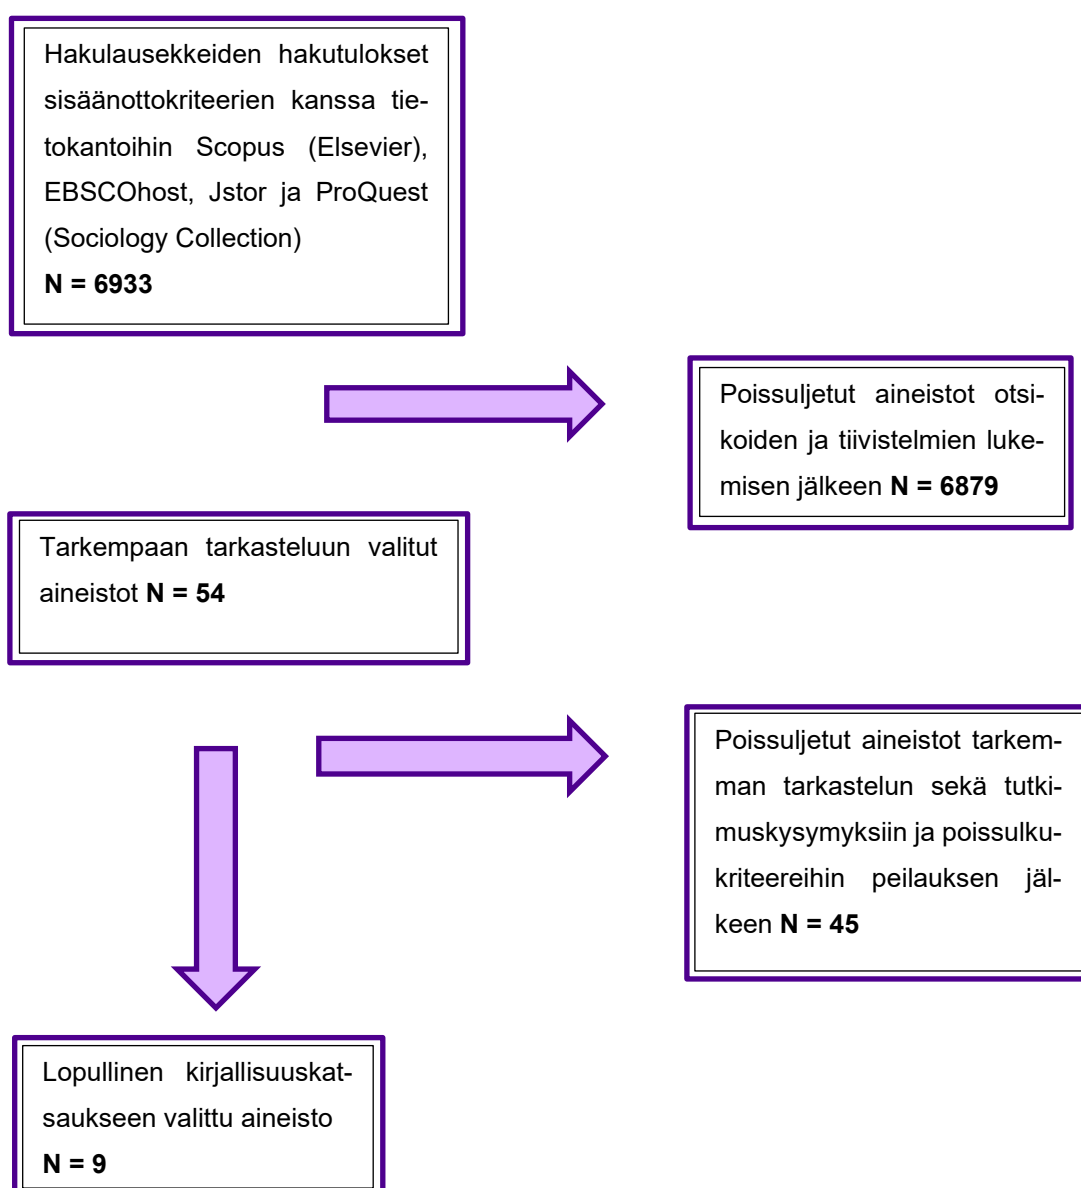 Hakulausekkeiden hakutulokset
sisäänottokriteerien kanssa tie-
tokantoihin Scopus (Elsevier),
EBSCOhost, Jstor ja ProQuest
(Sociology Collection)
N = 6933
Poissuljetut aineistot otsi-
koiden ja tiivistelmien luke-
misen jälkeen N = 6879
Tarkempaan tarkasteluun valitut
aineistot N = 54
Poissuljetut aineistot tarkem-
man tarkastelun sekä tutki-
muskysymyksiin ja poissulku-
kriteereihin peilauksen jäl-
keen N = 45
Lopullinen kirjallisuuskat-
saukseen valittu aineisto
N = 9